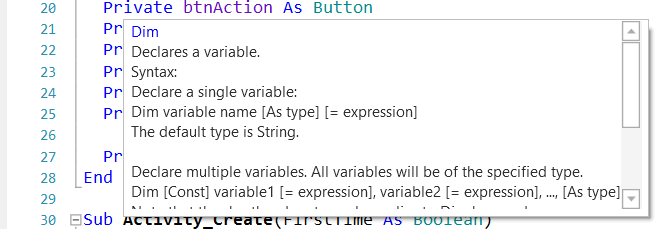 20 Private btnAction As Button
21 Pr
22 Pr
23 Pr
24 Pr
25 Pr
26
27 Pr
28 End
29
30 Sub Activity_Create(FirstTime As Boolean)
Dim
Declares a variable.
Syntax:
Declare a single variable:
Dim variable name [As type] [= expression]
The default type is String.
Declare multiple variables. All variables will be of the specified type.
Dim [Const] variable1 [= expression], variable2 [= expression], ..., [As type]